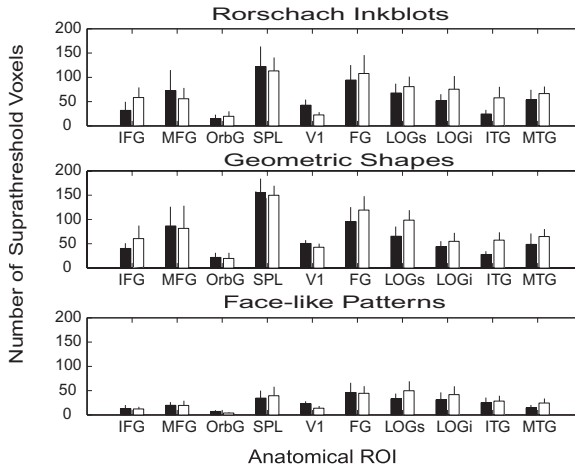 Rorschach Inkblots
200
150
100
50
0
IFG MFG OrbG SPL V1 FG LOGs LOGi ITG MTG
Geometric Shapes
200
150
100
50
0
IFG MFG OrbG SPL V1 FG LOGs LOGi ITG MTG
Face-like Patterns
200
150
100
50
0
IFG MFG OrbG SPL V1 FG LOGs LOGi ITG MTG
Number of Suprathreshold Voxels
Anatomical ROI